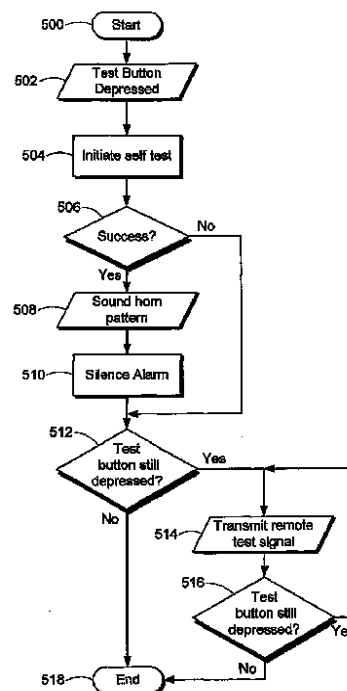 500
Start
502
Test Button
Depressed
504
Initiate self test
506
Success?
No
Yes
508
Sound horn
pattern
510
Silence Alarm
512
Test
button still
depressed?
Yes
No
514
Transmit remote
test signal
516
Test
button still
depressed?
No
518
End